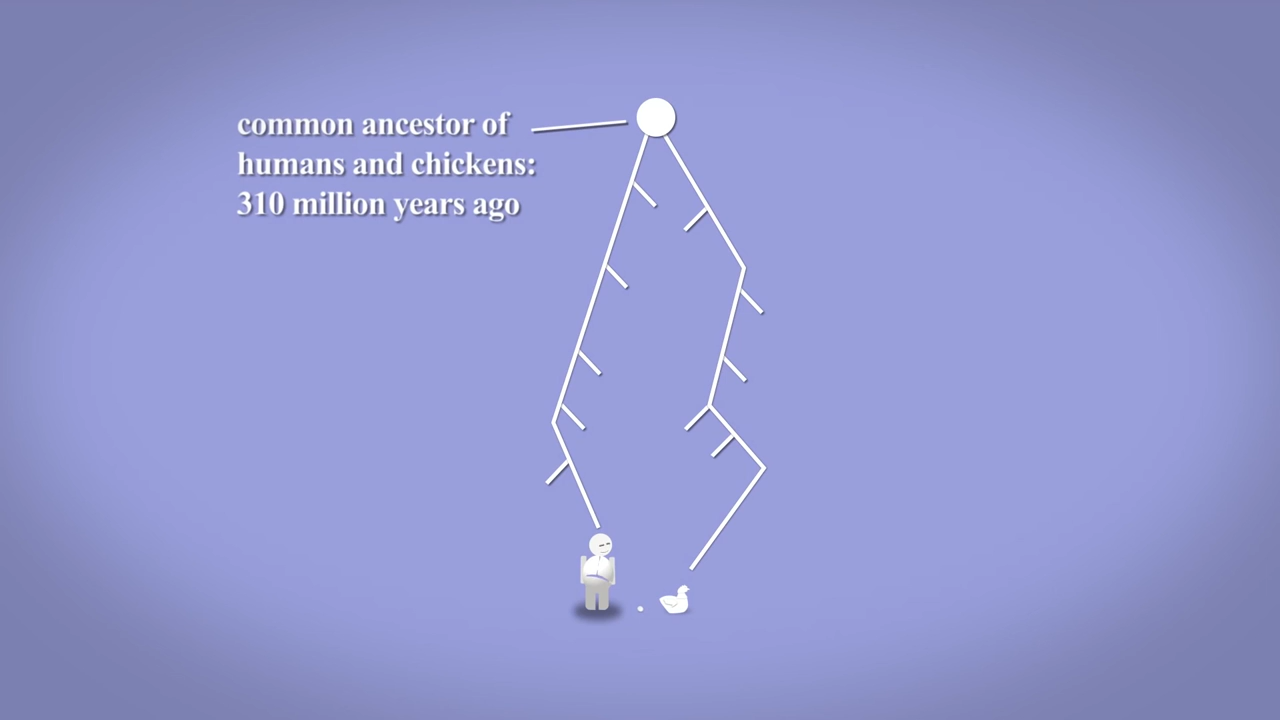 common ancestor of
humans and chickens:
310 million years ago